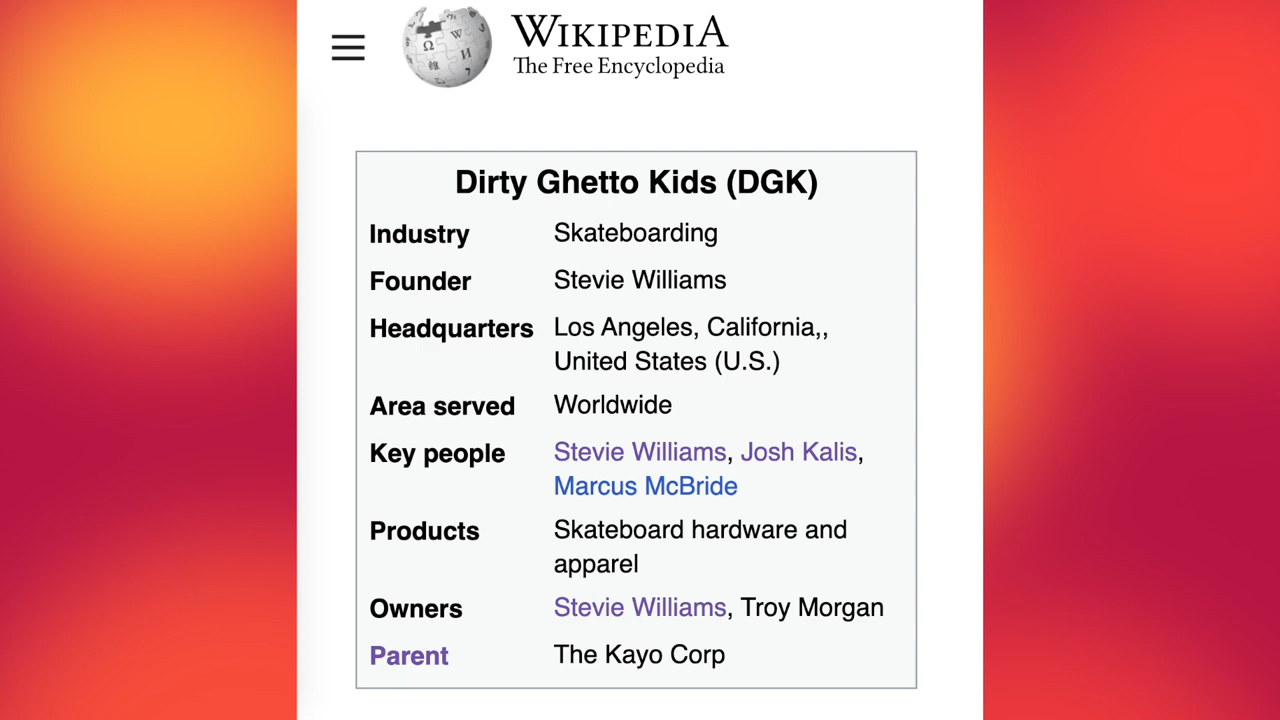 WIKIPEDIA
The Free Encyclopedia
Dirty Ghetto Kids (DGK)
Industry Skateboarding
Founder Stevie Williams
Headquarters Los Angeles, California,,
United States (U.S.)
Area served Worldwide
Key people Stevie Williams, Josh Kalis,
Marcus McBride
Products Skateboard hardware and
apparel
Owners Stevie Williams, Troy Morgan
Parent The Kayo Corp